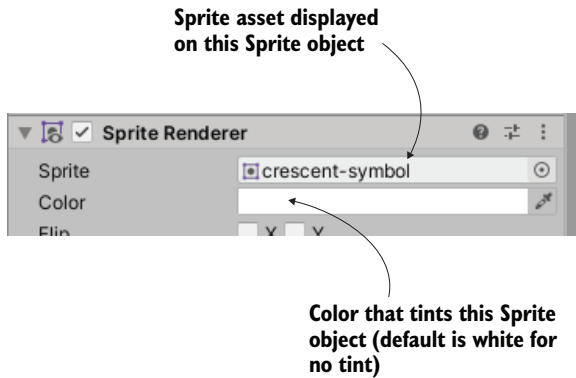 Sprite asset displayed
on this Sprite object
Sprite Renderer
Sprite
crescent-symbol
Color
Flip
X Y
Color that tints this Sprite
object (default is white for
no tint)